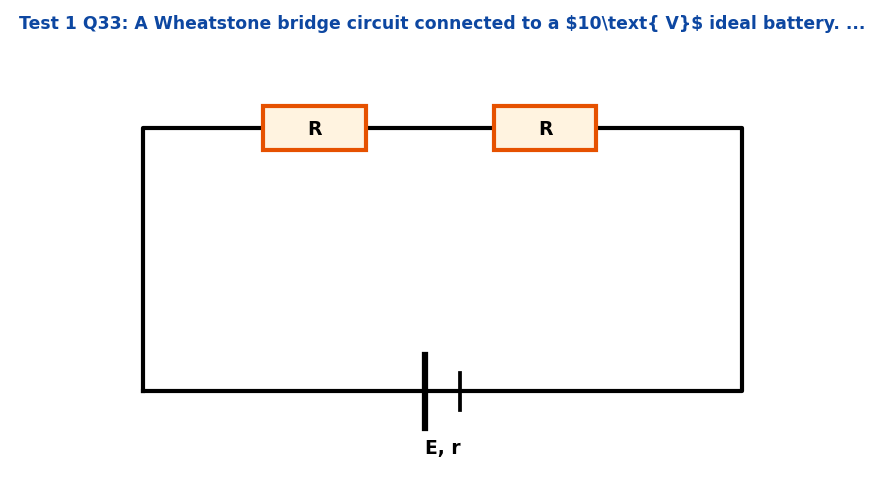 Test 1 Q33: A Wheatstone bridge circuit connected to a $10\text{ V}$ ideal battery. ...
R R
E, r